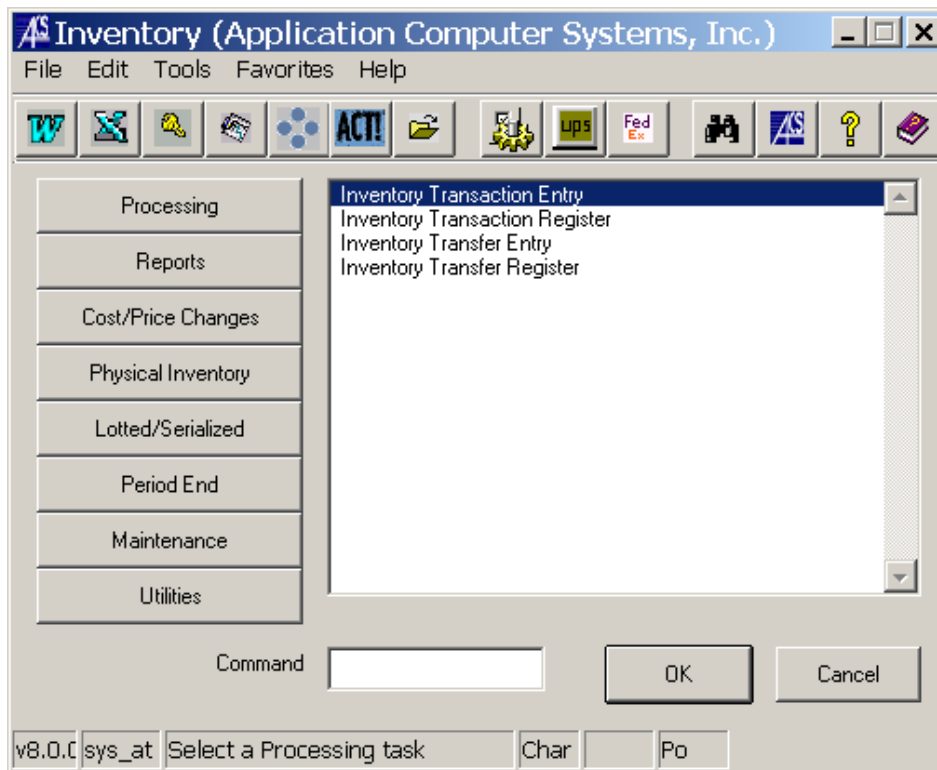 AS Inventory (Application Computer Systems, Inc.)
File Edit Tools Favorites Help
W X ACT! ups Fed Ex AS ?
Processing
Reports
Cost/Price Changes
Physical Inventory
Lotted/Serialized
Period End
Maintenance
Utilities
Inventory Transaction Entry
Inventory Transaction Register
Inventory Transfer Entry
Inventory Transfer Register
Command
OK Cancel
sys_at Select a Processing task Char Po